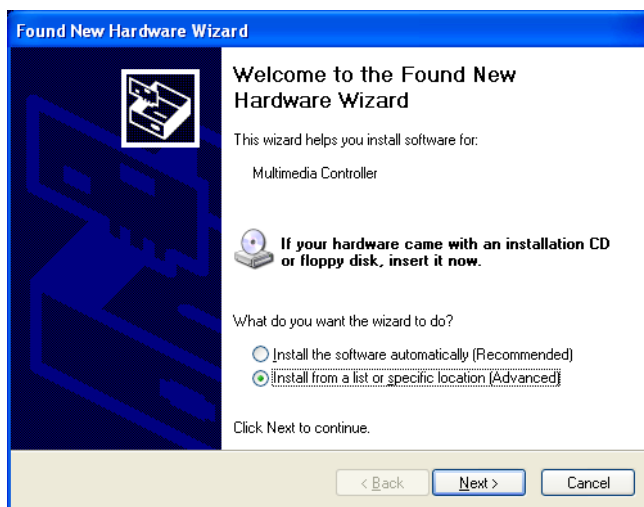 Found New Hardware Wizard
Welcome to the Found New
Hardware Wizard
This wizard helps you install software for:
Multimedia Controller
If your hardware came with an installation CD
or floppy disk, insert it now.
What do you want the wizard to do?
Install the software automatically (Recommended)
Install from a list or specific location (Advanced)
Click Next to continue.
< Back Next > Cancel